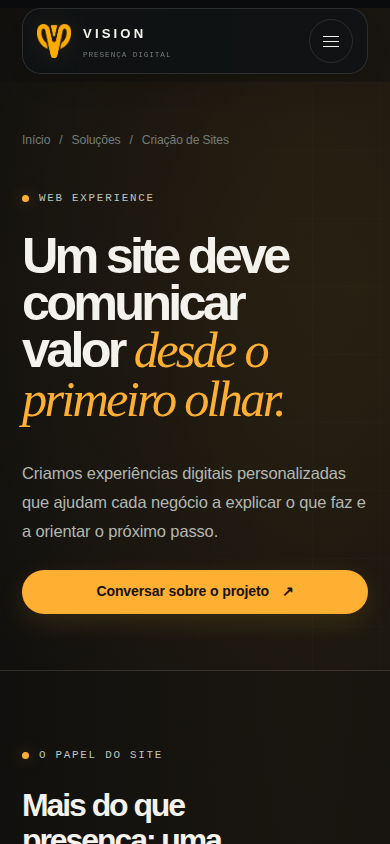 VISION
PRESENÇA DIGITAL
Início / Soluções / Criação de Sites
WEB EXPERIENCE
Um site deve
comunicar
valor desde o
primeiro olhar.
Criamos experiências digitais personalizadas
que ajudam cada negócio a explicar o que faz e
a orientar o próximo passo.
Conversar sobre o projeto ↗
O PAPEL DO SITE
Mais do que
presença: uma